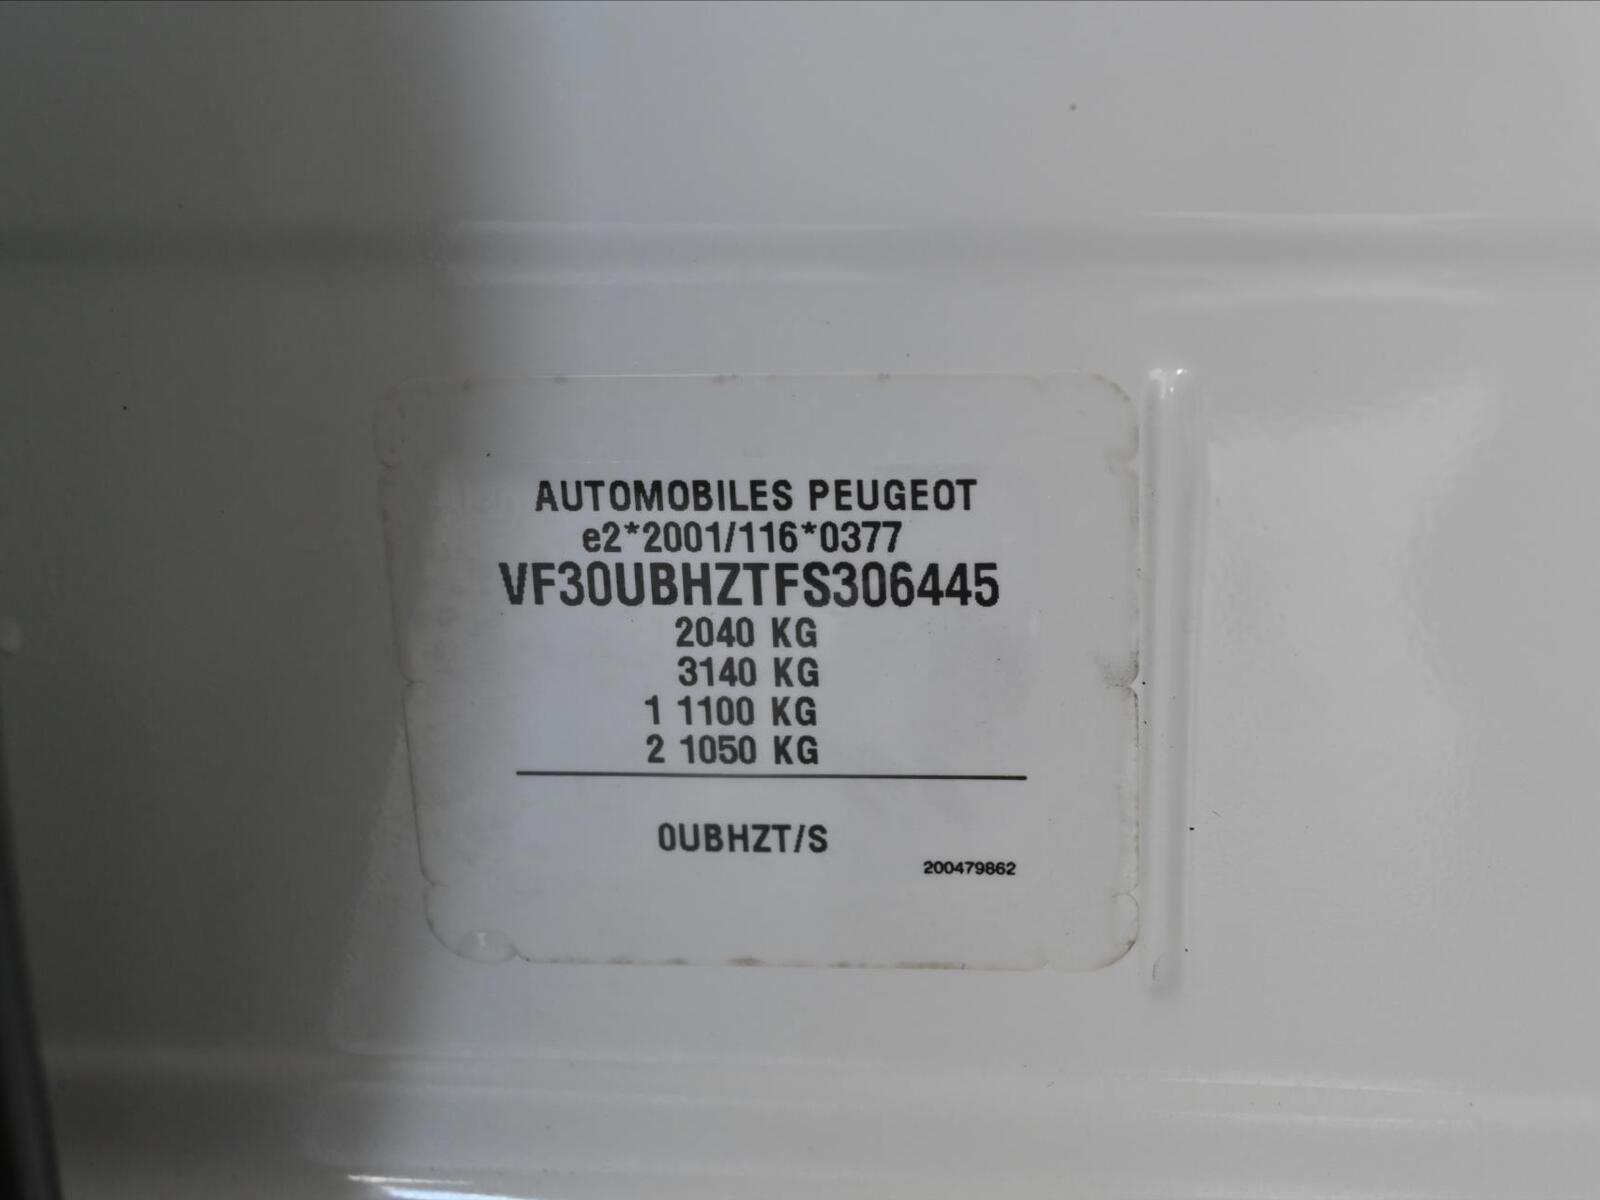 AUTOMOBILES PEUGEOT
e2*2001/116*0377
VF30UBHZTFS306445
2040 KG
3140 KG
1 1100 KG
2 1050 KG
0UBHZT/S
200479862